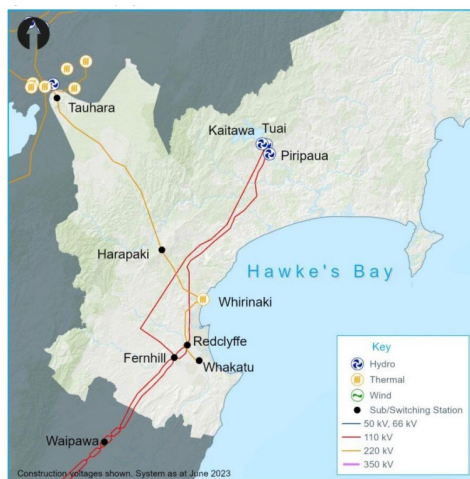 Tauhara
Kaitawa
Tuai
Piripaua
Harapaki
Hawke's Bay
Whirinaki
Redclyffe
Fernhill
Whakatu
Waipawa
Key
Hydro
Thermal
Wind
Sub/Switching Station
50 kV, 66 kV
110 kV
220 kV
350 kV
Construction voltages shown. System as at June 2023